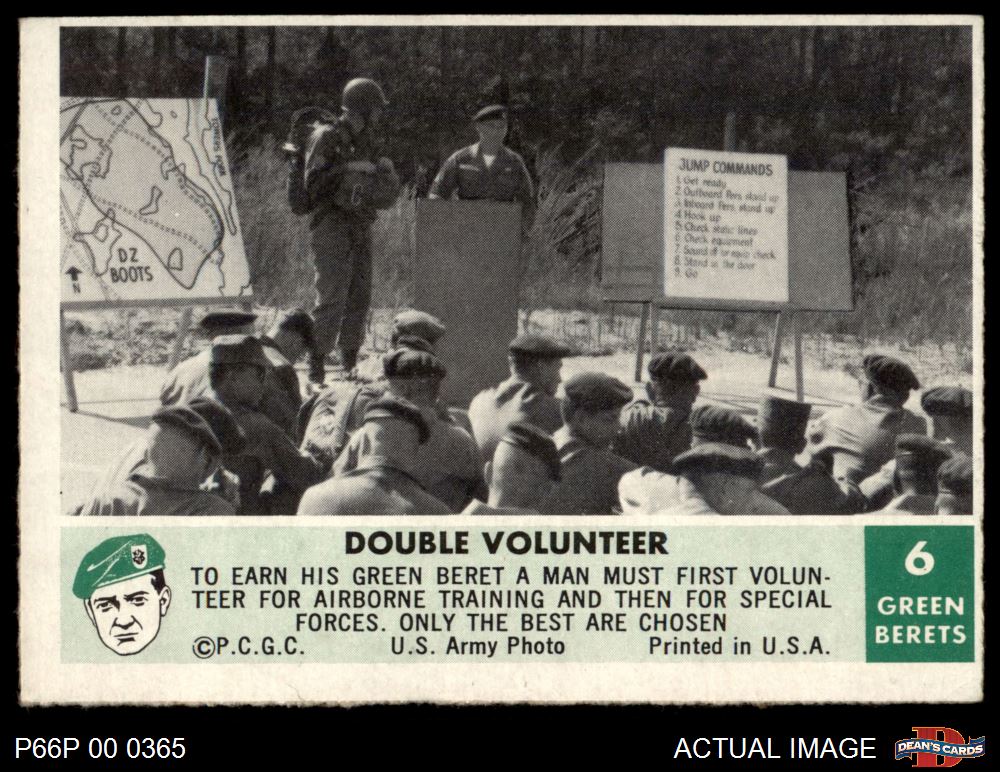 TOWERS POND
DZ
BOOTS
N
JUMP COMMANDS
1. Get ready
2. Outboard Pers stand up
3. Inboard Pers stand up
4. Hook up
5. Check static lines
6. Check equipment
7. Sound off for equip check
8. Stand in the door
9. Go
DOUBLE VOLUNTEER
TO EARN HIS GREEN BERET A MAN MUST FIRST VOLUN-
TEER FOR AIRBORNE TRAINING AND THEN FOR SPECIAL
FORCES. ONLY THE BEST ARE CHOSEN
©P.C.G.C. U.S. Army Photo Printed in U.S.A.
6
GREEN
BERETS
P66P 00 0365
ACTUAL IMAGE
D
DEAN'S CARDS